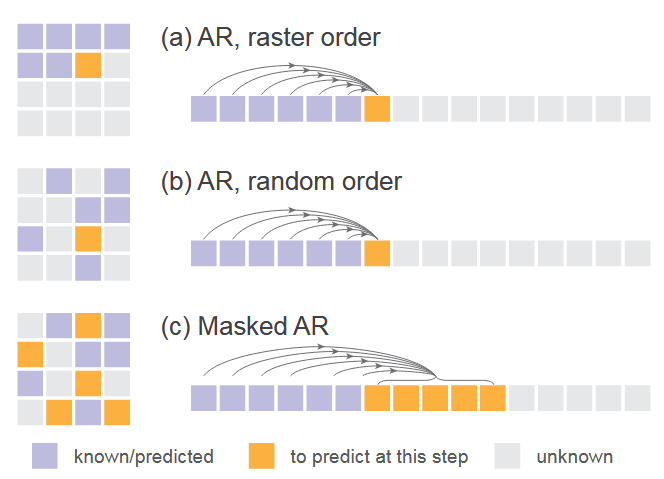 (a) AR, raster order
(b) AR, random order
(c) Masked AR
known/predicted
to predict at this step
unknown